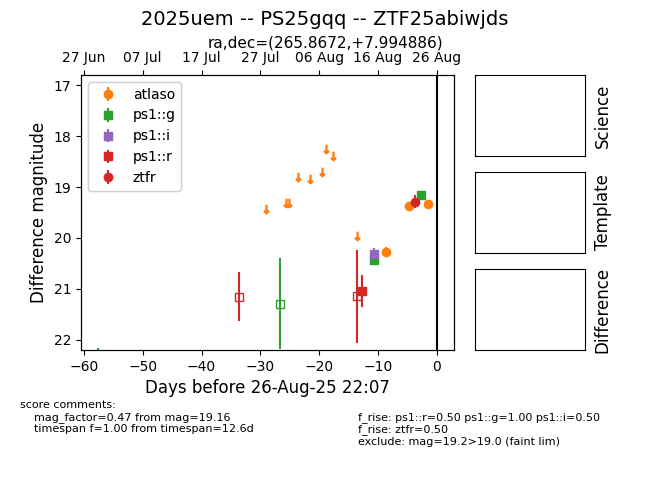 2025uem -- PS25gqq -- ZTF25abiwjds
ra,dec=(265.8672,+7.994886)
27 Jun 07 Jul 17 Jul 27 Jul 06 Aug 16 Aug 26 Aug
17
18
19
20
21
22
Difference magnitude
atlaso
ps1::g
ps1::i
ps1::r
ztfr
−60 −50 −40 −30 −20 −10 0
Days before 26-Aug-25 22:07
Science
Template
Difference
score comments:
mag_factor=0.47 from mag=19.16
timespan f=1.00 from timespan=12.6d
f_rise: ps1::r=0.50 ps1::g=1.00 ps1::i=0.50
f_rise: ztfr=0.50
exclude: mag=19.2>19.0 (faint lim)